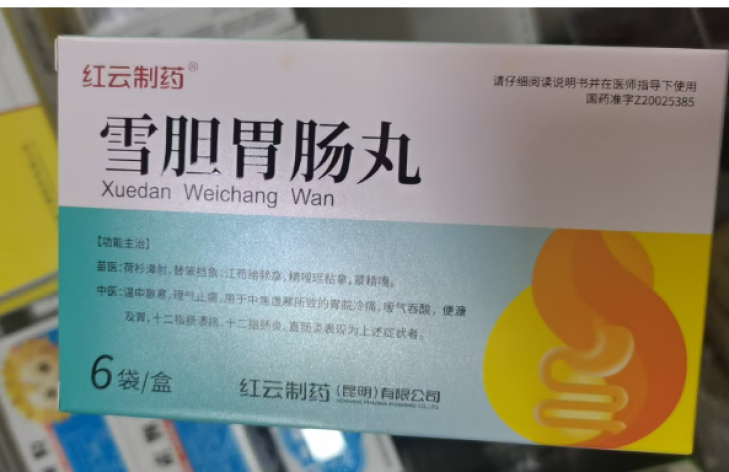 红云制药®
请仔细阅读说明书并在医师指导下使用
国药准字Z20025385
雪胆胃肠丸
Xuedan Weichang Wan
【功能主治】
中医:温中散寒,理气止痛。用于中焦虚寒所致的胃脘冷痛,嗳气吞酸,便溏
及胃、十二指肠溃疡,十二指肠炎,直肠炎表现为上述症状者。
6袋/盒
红云制药(昆明)有限公司